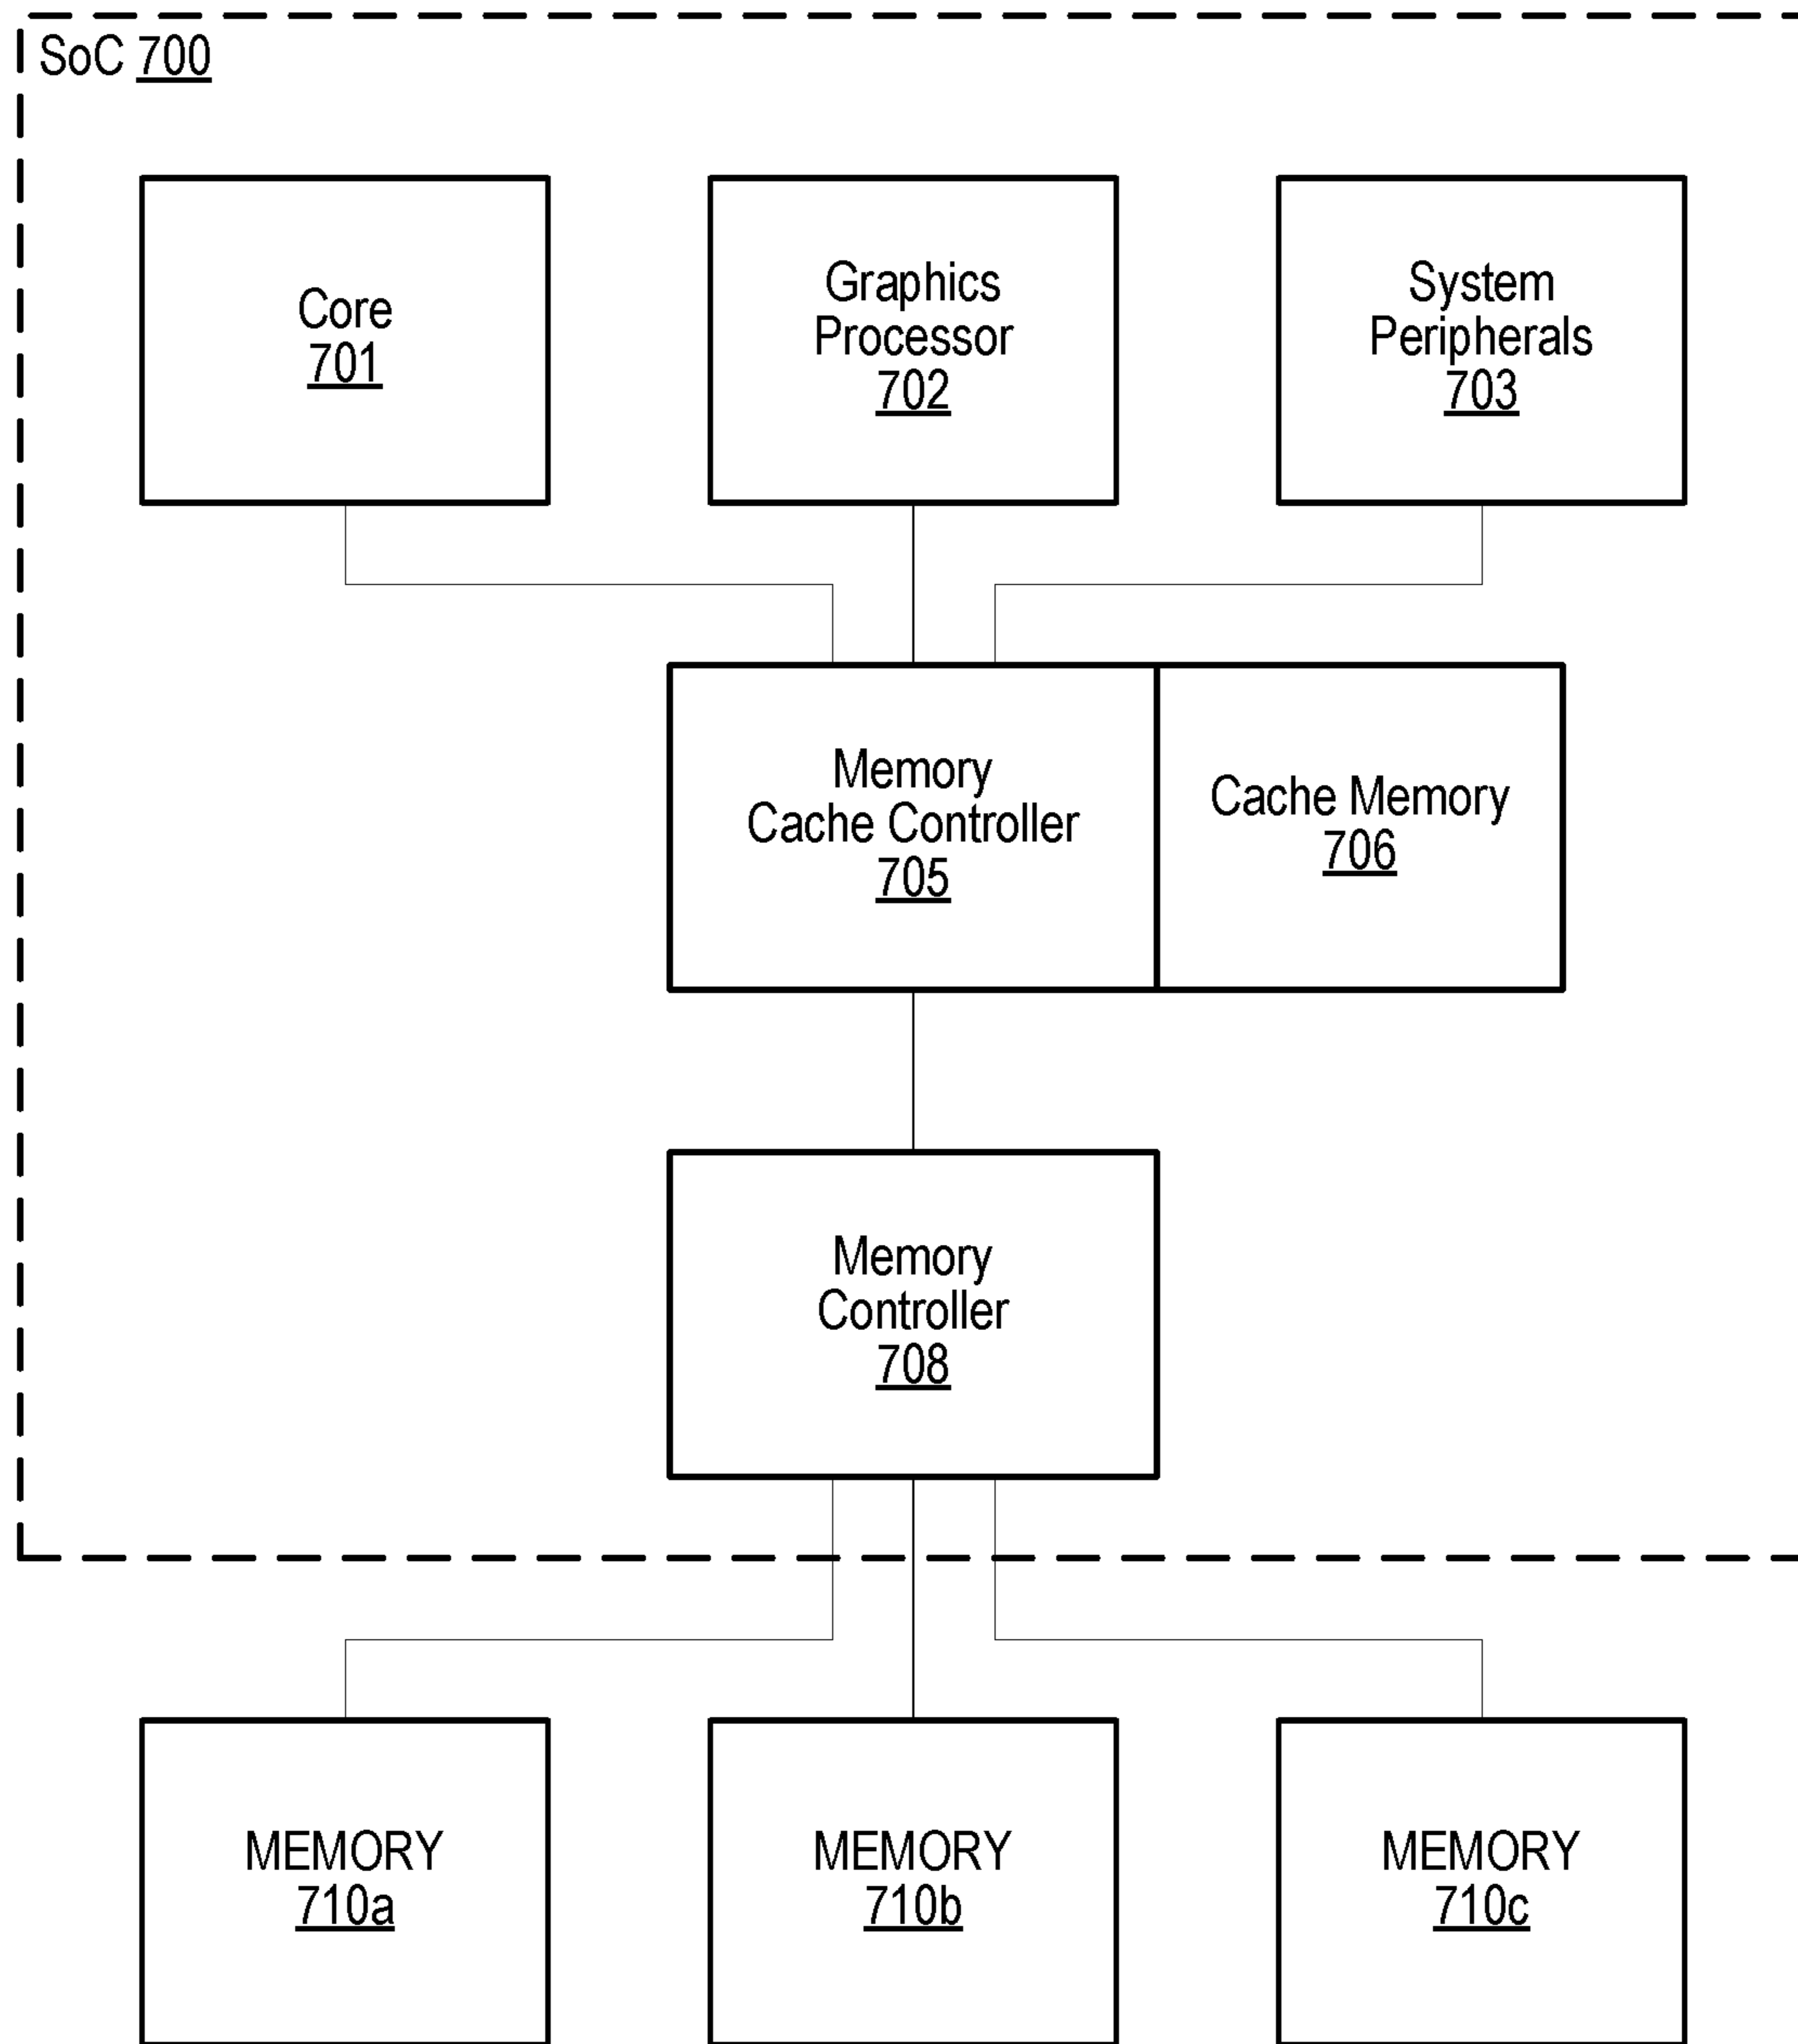 SoC 700
Core
701
Graphics
Processor
702
System
Peripherals
703
Memory
Cache Controller
705
Cache Memory
706
Memory
Controller
708
MEMORY
710a
MEMORY
710b
MEMORY
710c